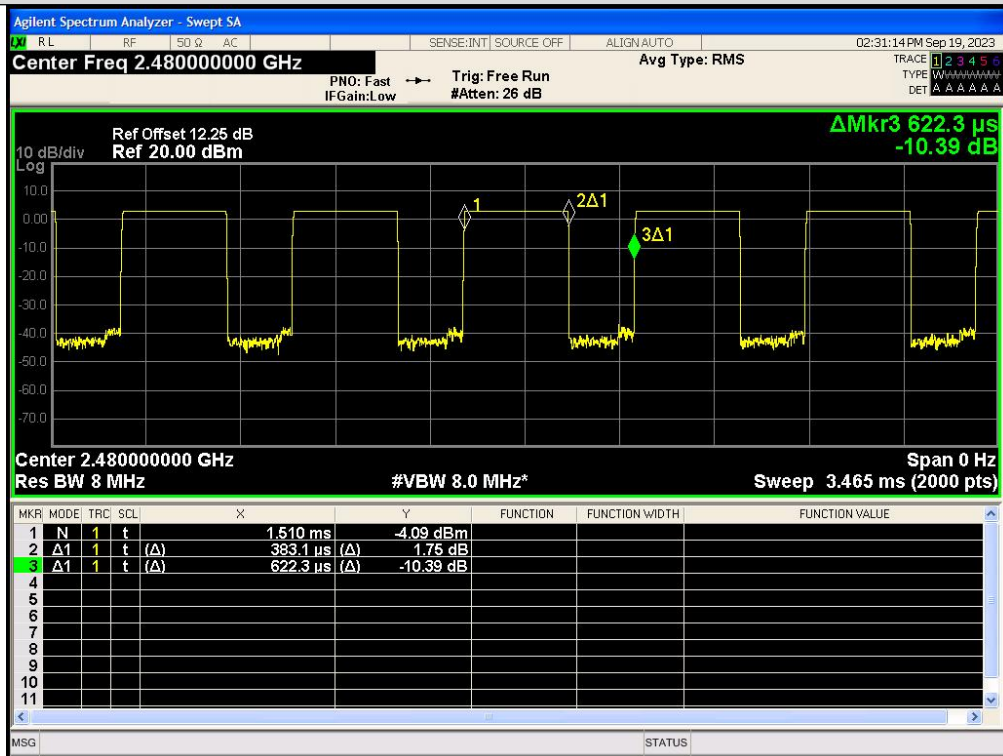 Agilent Spectrum Analyzer - Swept SA
LXI RL RF 50 Ω AC SENSE:INT SOURCE OFF ALIGN AUTO 02:31:14 PM Sep 19, 2023
Center Freq 2.480000000 GHz
Avg Type: RMS
TRACE 1 2 3 4 5 6
PNO: Fast
Trig: Free Run
TYPE WWWWWW
IFGain:Low
#Atten: 26 dB
DET A A A A A A
ΔMkr3 622.3 µs
-10.39 dB
Ref Offset 12.25 dB
10 dB/div Ref 20.00 dBm
Log
10.0
0.00
-10.0
-20.0
-30.0
-40.0
-50.0
-60.0
-70.0
1
2Δ1
3Δ1
Center 2.480000000 GHz Span 0 Hz
Res BW 8 MHz #VBW 8.0 MHz* Sweep 3.465 ms (2000 pts)
MKR MODE TRC SCL X Y FUNCTION FUNCTION WIDTH FUNCTION VALUE
1 N 1 t 1.510 ms -4.09 dBm
2 Δ1 1 t (Δ) 383.1 µs (Δ) 1.75 dB
3 Δ1 1 t (Δ) 622.3 µs (Δ) -10.39 dB
4
5
6
7
8
9
10
11
MSG STATUS